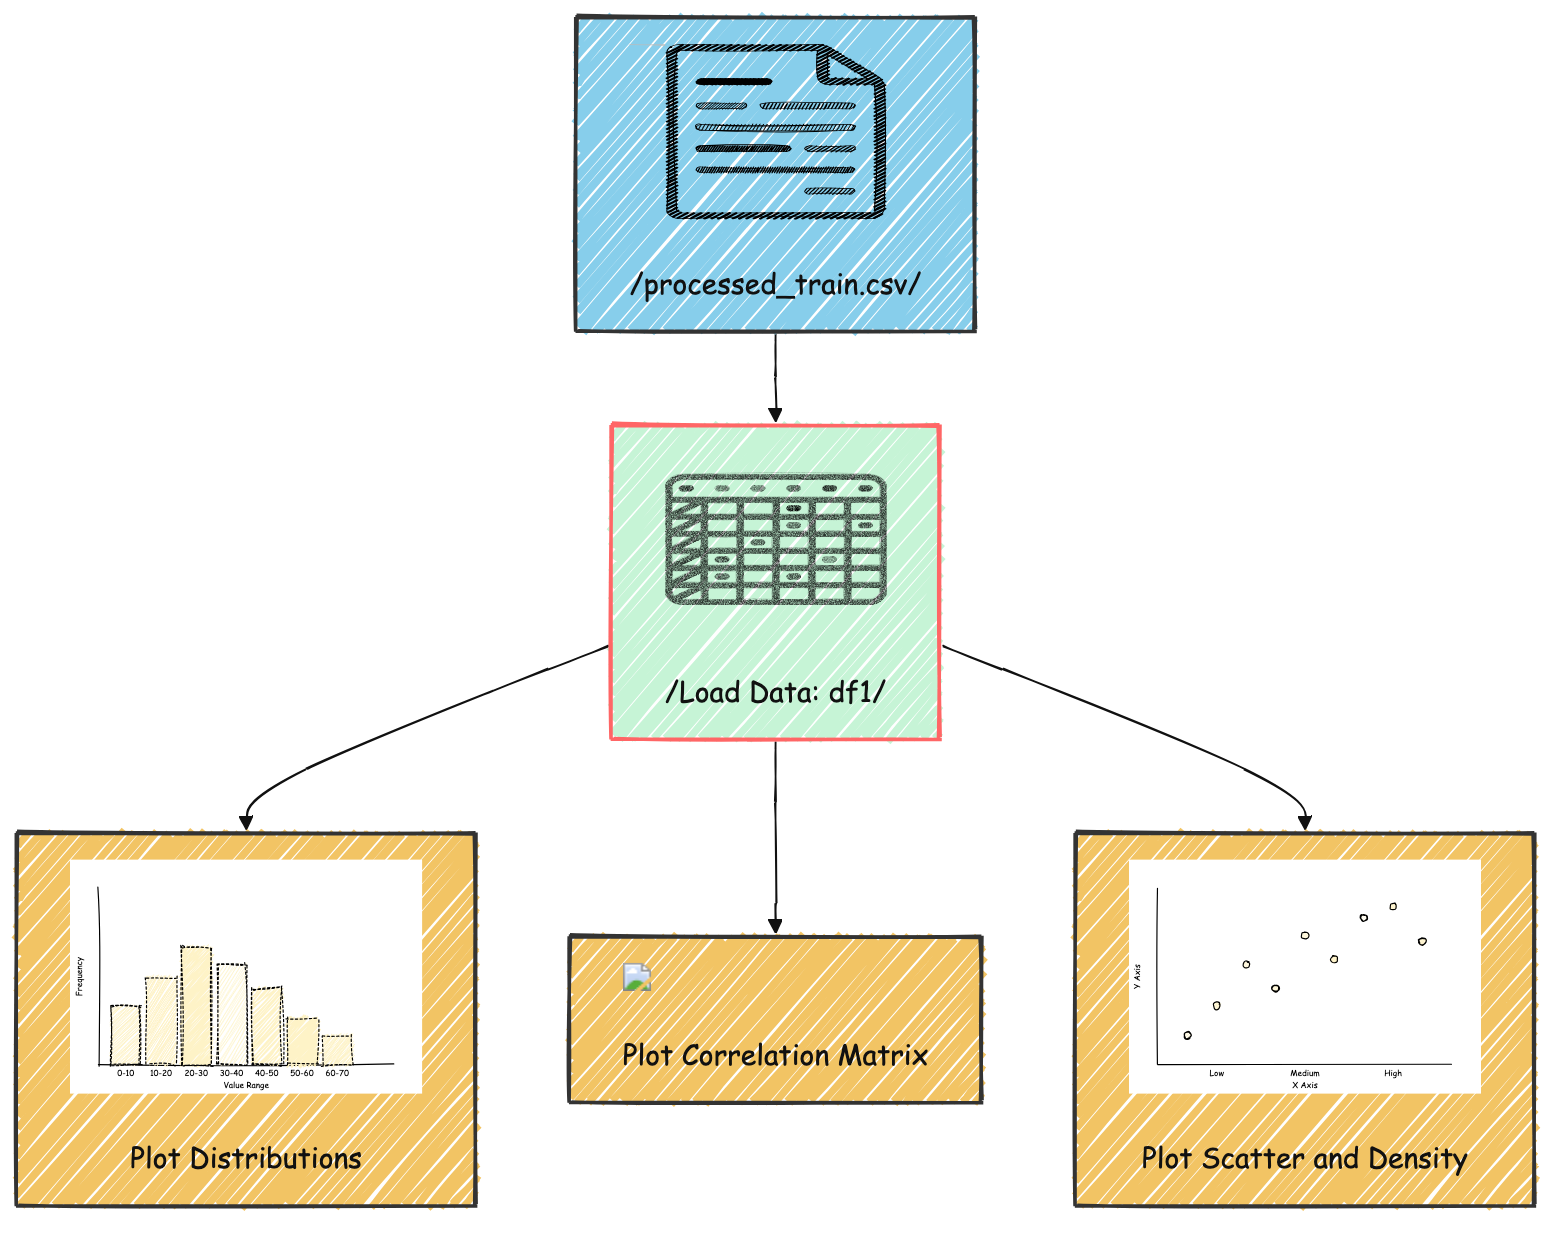 /processed_train.csv/
/Load Data: df1/
Frequency
0-10 10-20 20-30 30-40 40-50 50-60 60-70
Value Range
Plot Distributions
Plot Correlation Matrix
Y Axis
Low Medium High
X Axis
Plot Scatter and Density